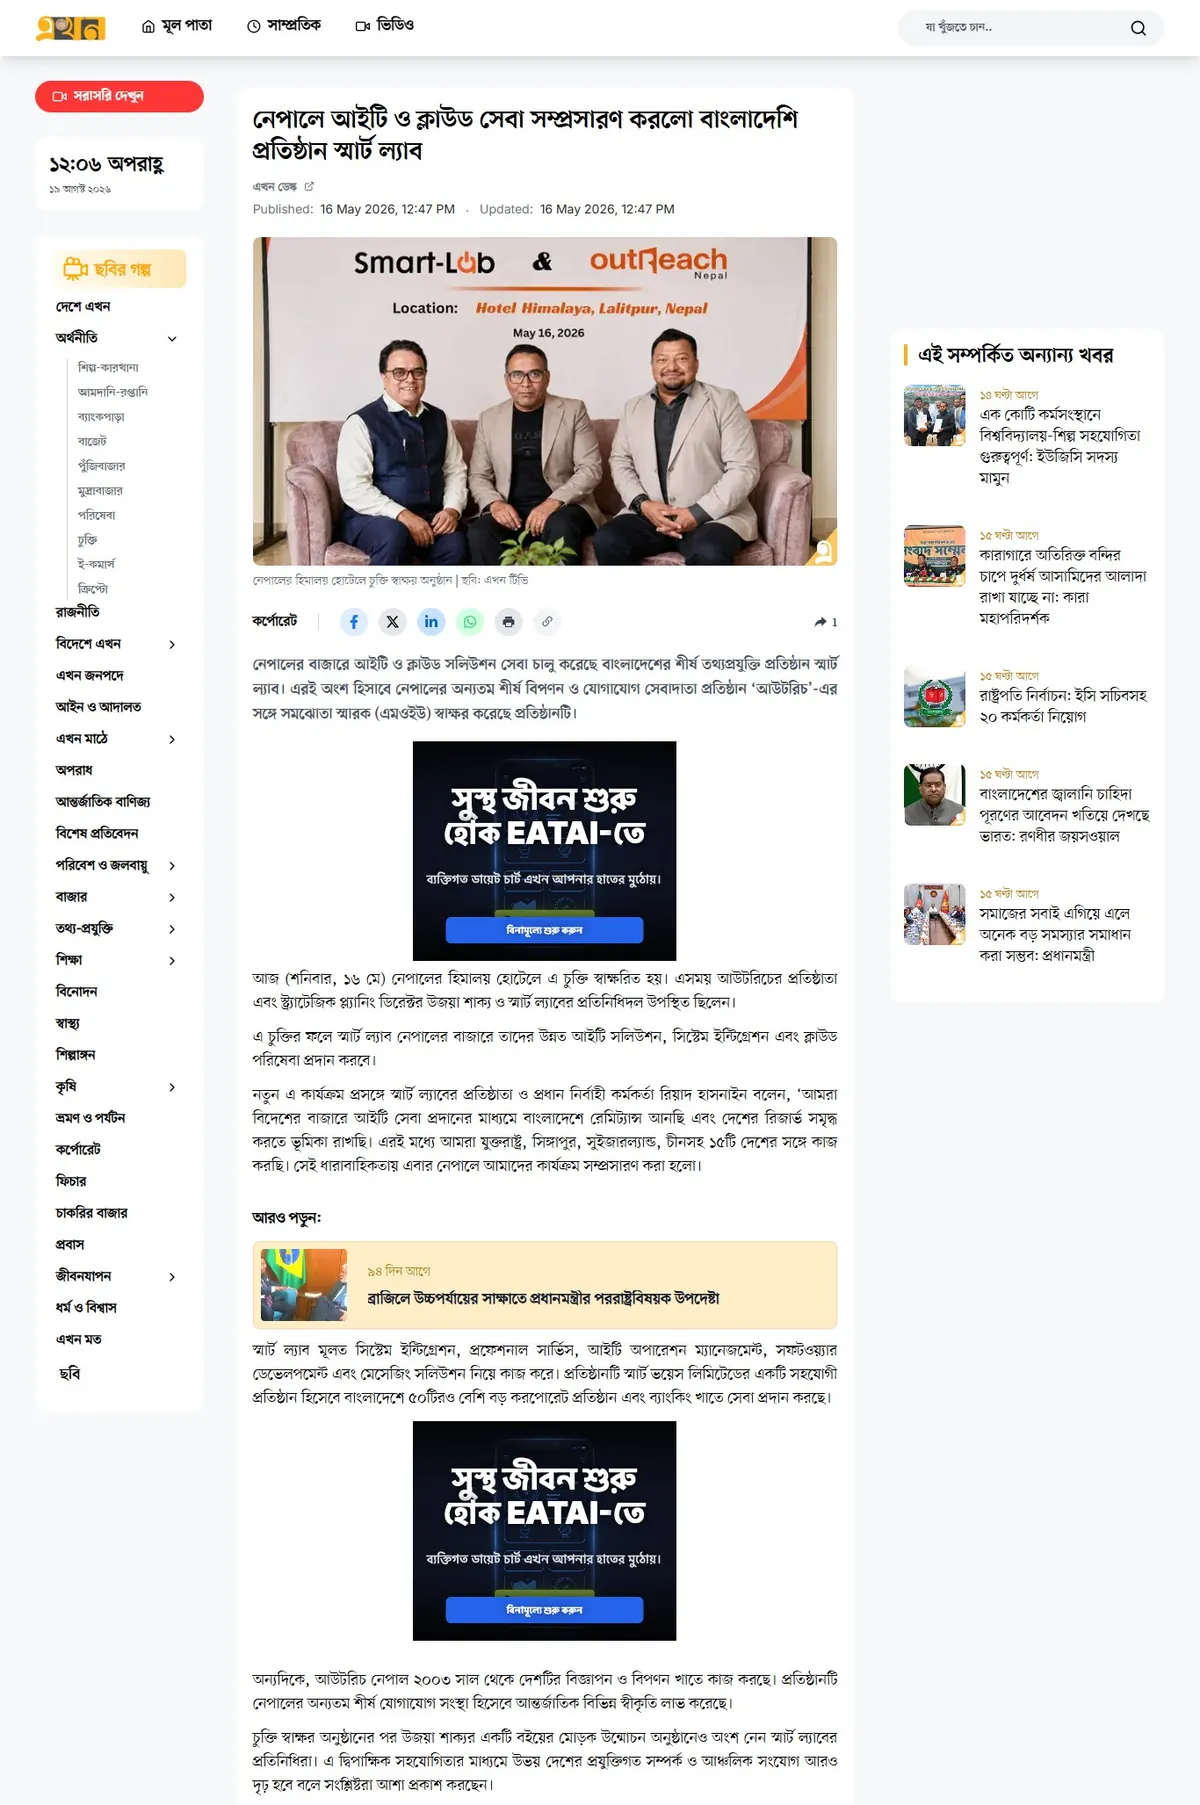 এখন
মূল পাতা
সাম্প্রতিক
ভিডিও
যা খুঁজতে চান..
সরাসরি দেখুন
১২:০৬ অপরাহ্ণ
১৯ আগস্ট ২০২৬
ছবির গল্প
দেশে এখন
অর্থনীতি
শিল্প-কারখানা
আমদানি-রপ্তানি
ব্যাংকপাড়া
বাজেট
পুঁজিবাজার
মুদ্রাবাজার
পরিষেবা
চুক্তি
ই-কমার্স
ক্রিপ্টো
রাজনীতি
বিদেশে এখন
এখন জনপদে
আইন ও আদালত
এখন মাঠে
অপরাধ
আন্তর্জাতিক বাণিজ্য
বিশেষ প্রতিবেদন
পরিবেশ ও জলবায়ু
বাজার
তথ্য-প্রযুক্তি
শিক্ষা
বিনোদন
স্বাস্থ্য
শিল্পাঙ্গন
কৃষি
ভ্রমণ ও পর্যটন
কর্পোরেট
ফিচার
চাকরির বাজার
প্রবাস
জীবনযাপন
ধর্ম ও বিশ্বাস
এখন মত
ছবি
নেপালে আইটি ও ক্লাউড সেবা সম্প্রসারণ করলো বাংলাদেশি
প্রতিষ্ঠান স্মার্ট ল্যাব
এখন ডেস্ক
Published: 16 May 2026, 12:47 PM · Updated: 16 May 2026, 12:47 PM
Smart-Lab & outReach
Nepal
Location: Hotel Himalaya, Lalitpur, Nepal
May 16, 2026
নেপালের হিমালয় হোটেলে চুক্তি স্বাক্ষর অনুষ্ঠান | ছবি: এখন টিভি
কর্পোরেট
1
নেপালের বাজারে আইটি ও ক্লাউড সলিউশন সেবা চালু করেছে বাংলাদেশের শীর্ষ তথ্যপ্রযুক্তি প্রতিষ্ঠান স্মার্ট
ল্যাব। এরই অংশ হিসাবে নেপালের অন্যতম শীর্ষ বিপণন ও যোগাযোগ সেবাদাতা প্রতিষ্ঠান ‘আউটরিচ’-এর
সঙ্গে সমঝোতা স্মারক (এমওইউ) স্বাক্ষর করেছে প্রতিষ্ঠানটি।
সুস্থ জীবন শুরু
হোক EATAI-তে
ব্যক্তিগত ডায়েট চার্ট এখন আপনার হাতের মুঠোয়।
বিনামূল্যে শুরু করুন
আজ (শনিবার, ১৬ মে) নেপালের হিমালয় হোটেলে এ চুক্তি স্বাক্ষরিত হয়। এসময় আউটরিচের প্রতিষ্ঠাতা
এবং স্ট্র্যাটেজিক প্ল্যানিং ডিরেক্টর উজয়া শাক্য ও স্মার্ট ল্যাবের প্রতিনিধিদল উপস্থিত ছিলেন।
এ চুক্তির ফলে স্মার্ট ল্যাব নেপালের বাজারে তাদের উন্নত আইটি সলিউশন, সিস্টেম ইন্টিগ্রেশন এবং ক্লাউড
পরিষেবা প্রদান করবে।
নতুন এ কার্যক্রম প্রসঙ্গে স্মার্ট ল্যাবের প্রতিষ্ঠাতা ও প্রধান নির্বাহী কর্মকর্তা রিয়াদ হাসনাইন বলেন, ‘আমরা
বিদেশের বাজারে আইটি সেবা প্রদানের মাধ্যমে বাংলাদেশে রেমিট্যান্স আনছি এবং দেশের রিজার্ভ সমৃদ্ধ
করতে ভূমিকা রাখছি। এরই মধ্যে আমরা যুক্তরাষ্ট্র, সিঙ্গাপুর, সুইজারল্যান্ড, চীনসহ ১৫টি দেশের সঙ্গে কাজ
করছি। সেই ধারাবাহিকতায় এবার নেপালে আমাদের কার্যক্রম সম্প্রসারণ করা হলো।
আরও পড়ুন:
৯৪ দিন আগে
ব্রাজিলে উচ্চপর্যায়ের সাক্ষাতে প্রধানমন্ত্রীর পররাষ্ট্রবিষয়ক উপদেষ্টা
স্মার্ট ল্যাব মূলত সিস্টেম ইন্টিগ্রেশন, প্রফেশনাল সার্ভিস, আইটি অপারেশন ম্যানেজমেন্ট, সফটওয়্যার
ডেভেলপমেন্ট এবং মেসেজিং সলিউশন নিয়ে কাজ করে। প্রতিষ্ঠানটি স্মার্ট ভয়েস লিমিটেডের একটি সহযোগী
প্রতিষ্ঠান হিসেবে বাংলাদেশে ৫০টিরও বেশি বড় করপোরেট প্রতিষ্ঠান এবং ব্যাংকিং খাতে সেবা প্রদান করছে।
সুস্থ জীবন শুরু
হোক EATAI-তে
ব্যক্তিগত ডায়েট চার্ট এখন আপনার হাতের মুঠোয়।
বিনামূল্যে শুরু করুন
অন্যদিকে, আউটরিচ নেপাল ২০০৩ সাল থেকে দেশটির বিজ্ঞাপন ও বিপণন খাতে কাজ করছে। প্রতিষ্ঠানটি
নেপালের অন্যতম শীর্ষ যোগাযোগ সংস্থা হিসেবে আন্তর্জাতিক বিভিন্ন স্বীকৃতি লাভ করেছে।
চুক্তি স্বাক্ষর অনুষ্ঠানের পর উজয়া শাক্যর একটি বইয়ের মোড়ক উন্মোচন অনুষ্ঠানেও অংশ নেন স্মার্ট ল্যাবের
প্রতিনিধিরা। এ দ্বিপাক্ষিক সহযোগিতার মাধ্যমে উভয় দেশের প্রযুক্তিগত সম্পর্ক ও আঞ্চলিক সংযোগ আরও
দৃঢ় হবে বলে সংশ্লিষ্টরা আশা প্রকাশ করছেন।
এই সম্পর্কিত অন্যান্য খবর
১৪ ঘণ্টা আগে
এক কোটি কর্মসংস্থানে
বিশ্ববিদ্যালয়-শিল্প সহযোগিতা
গুরুত্বপূর্ণ: ইউজিসি সদস্য
মামুন
১৫ ঘণ্টা আগে
কারাগারে অতিরিক্ত বন্দির
চাপে দুর্ধর্ষ আসামিদের আলাদা
রাখা যাচ্ছে না: কারা
মহাপরিদর্শক
১৫ ঘণ্টা আগে
রাষ্ট্রপতি নির্বাচন: ইসি সচিবসহ
২০ কর্মকর্তা নিয়োগ
১৫ ঘণ্টা আগে
বাংলাদেশের জ্বালানি চাহিদা
পূরণের আবেদন খতিয়ে দেখছে
ভারত: রণধীর জয়সওয়াল
১৫ ঘণ্টা আগে
সমাজের সবাই এগিয়ে এলে
অনেক বড় সমস্যার সমাধান
করা সম্ভব: প্রধানমন্ত্রী